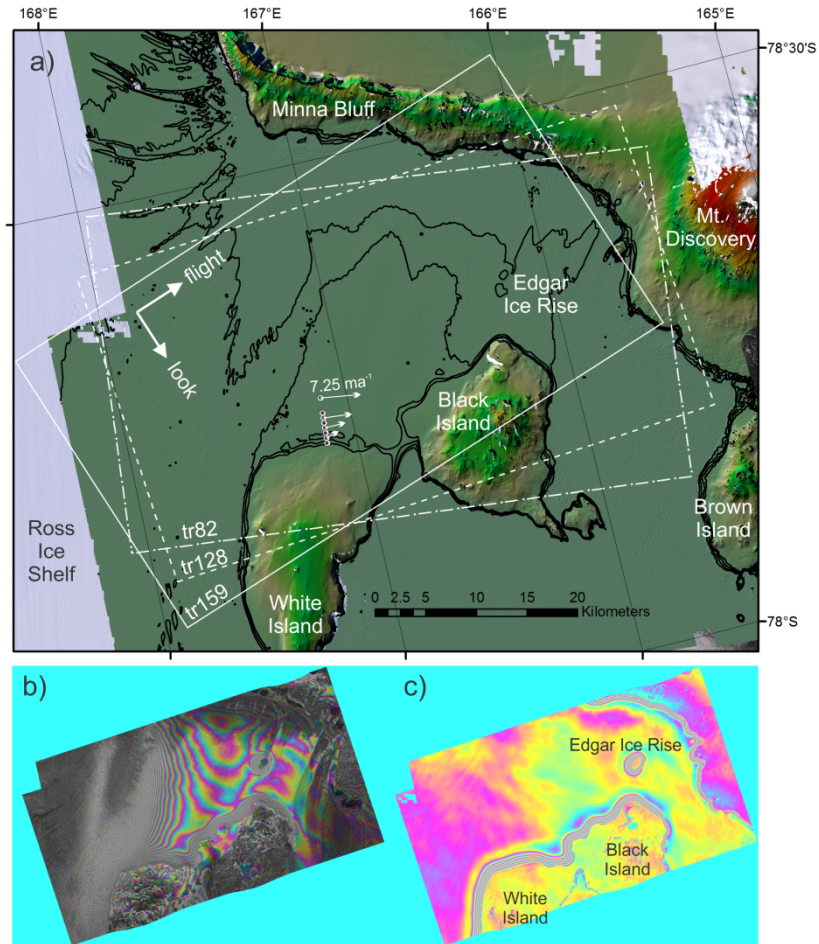 168°E
167°E
166°E
165°E
a)
78°30'S
Minna Bluff
Mt.
Discovery
flight
look
Edgar
Ice Rise
7.25 ma⁻¹
Black
Island
Brown
Island
Ross
Ice
Shelf
tr82
tr128
tr159
White
Island
0 2.5 5 10 15 20
Kilometers
78°S
b)
c)
Edgar Ice Rise
Black
Island
White
Island